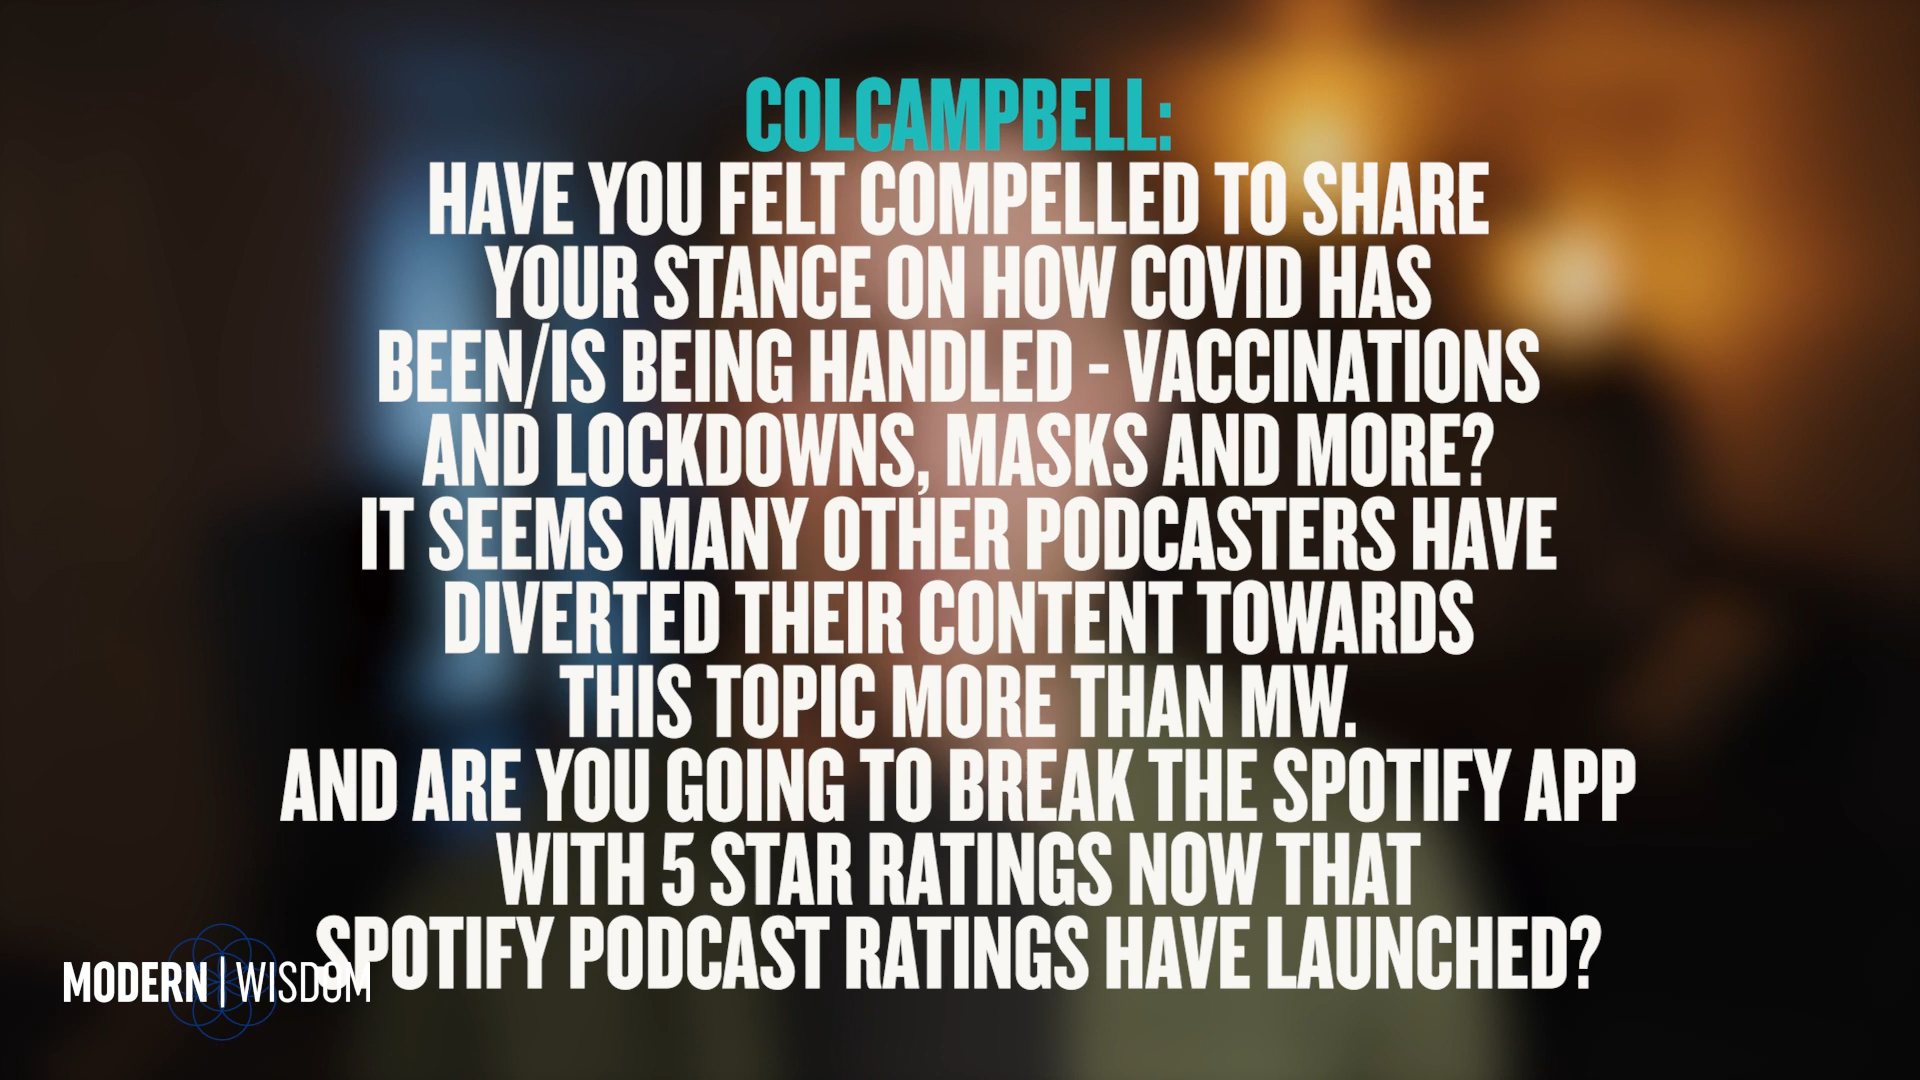 COLCAMPBELL:
HAVE YOU FELT COMPELLED TO SHARE
YOUR STANCE ON HOW COVID HAS
BEEN/IS BEING HANDLED - VACCINATIONS
AND LOCKDOWNS, MASKS AND MORE?
IT SEEMS MANY OTHER PODCASTERS HAVE
DIVERTED THEIR CONTENT TOWARDS
THIS TOPIC MORE THAN MW.
AND ARE YOU GOING TO BREAK THE SPOTIFY APP
WITH 5 STAR RATINGS NOW THAT
SPOTIFY PODCAST RATINGS HAVE LAUNCHED?
MODERN | WISDOM